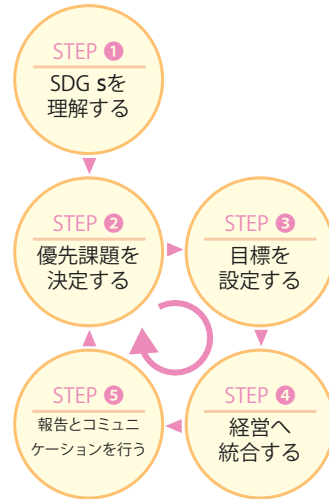 STEP ❶
SDG sを
理解する
STEP ❷
優先課題を
決定する
STEP ❸
目標を
設定する
STEP ❺
報告とコミュニ
ケーションを行う
STEP ❹
経営へ
統合する